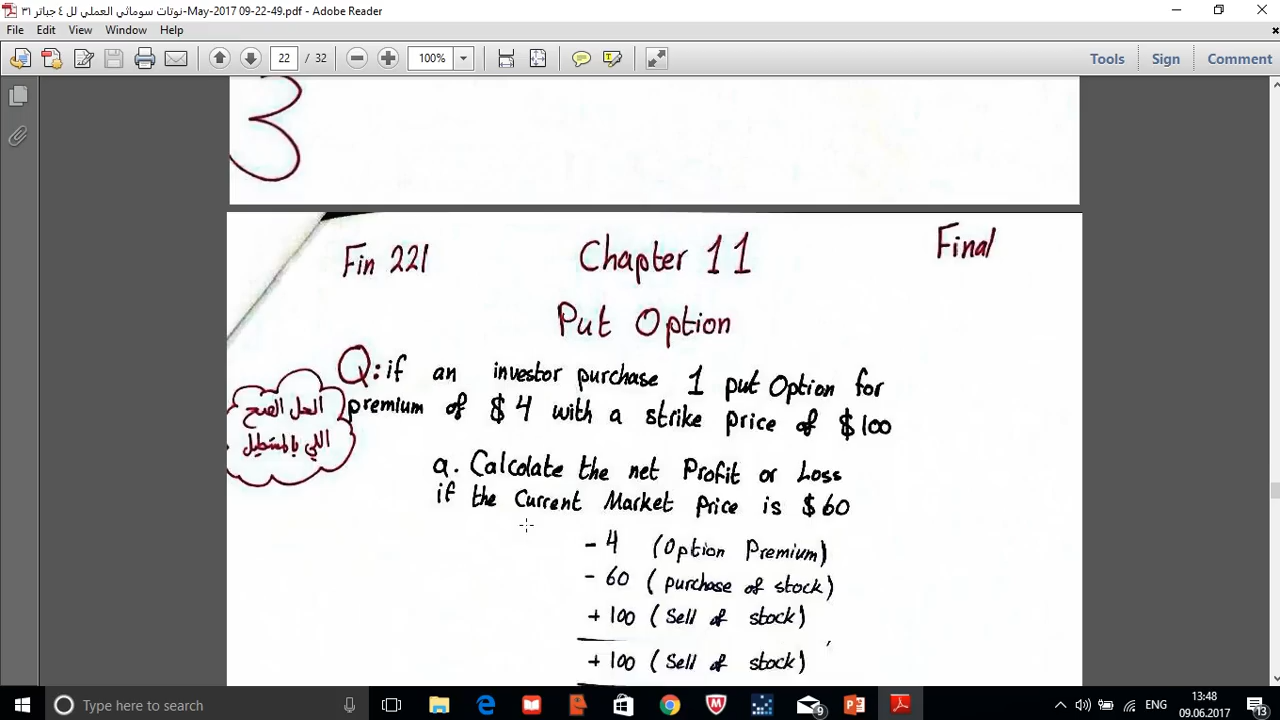 نوتات سوماثي العملي لل ٤ جباتر ٣١-May-2017 09-22-49.pdf - Adobe Reader
File Edit View Window Help
22 / 32 100% Tools Sign Comment
3
Fin 221 Chapter 11 Final
Put Option
Q: if an investor purchase 1 put Option for
premium of $4 with a strike price of $100
الحل الصح
اللي بالمستطيل
a. Calculate the net Profit or Loss
if the Current Market Price is $60
- 4 (Option Premium)
- 60 (purchase of stock)
+ 100 (Sell of stock)
+ 100 (Sell of stock)
Type here to search
9
ENG
13:48
09.06.2017
13